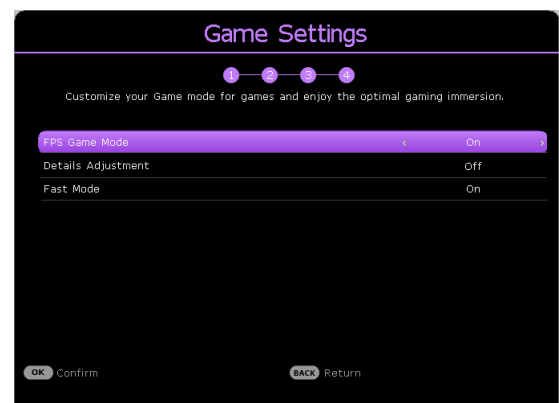 Game Settings
1 2 3 4
Customize your Game mode for games and enjoy the optimal gaming immersion.
FPS Game Mode ‹ On ›
Details Adjustment Off
Fast Mode On
OK Confirm BACK Return